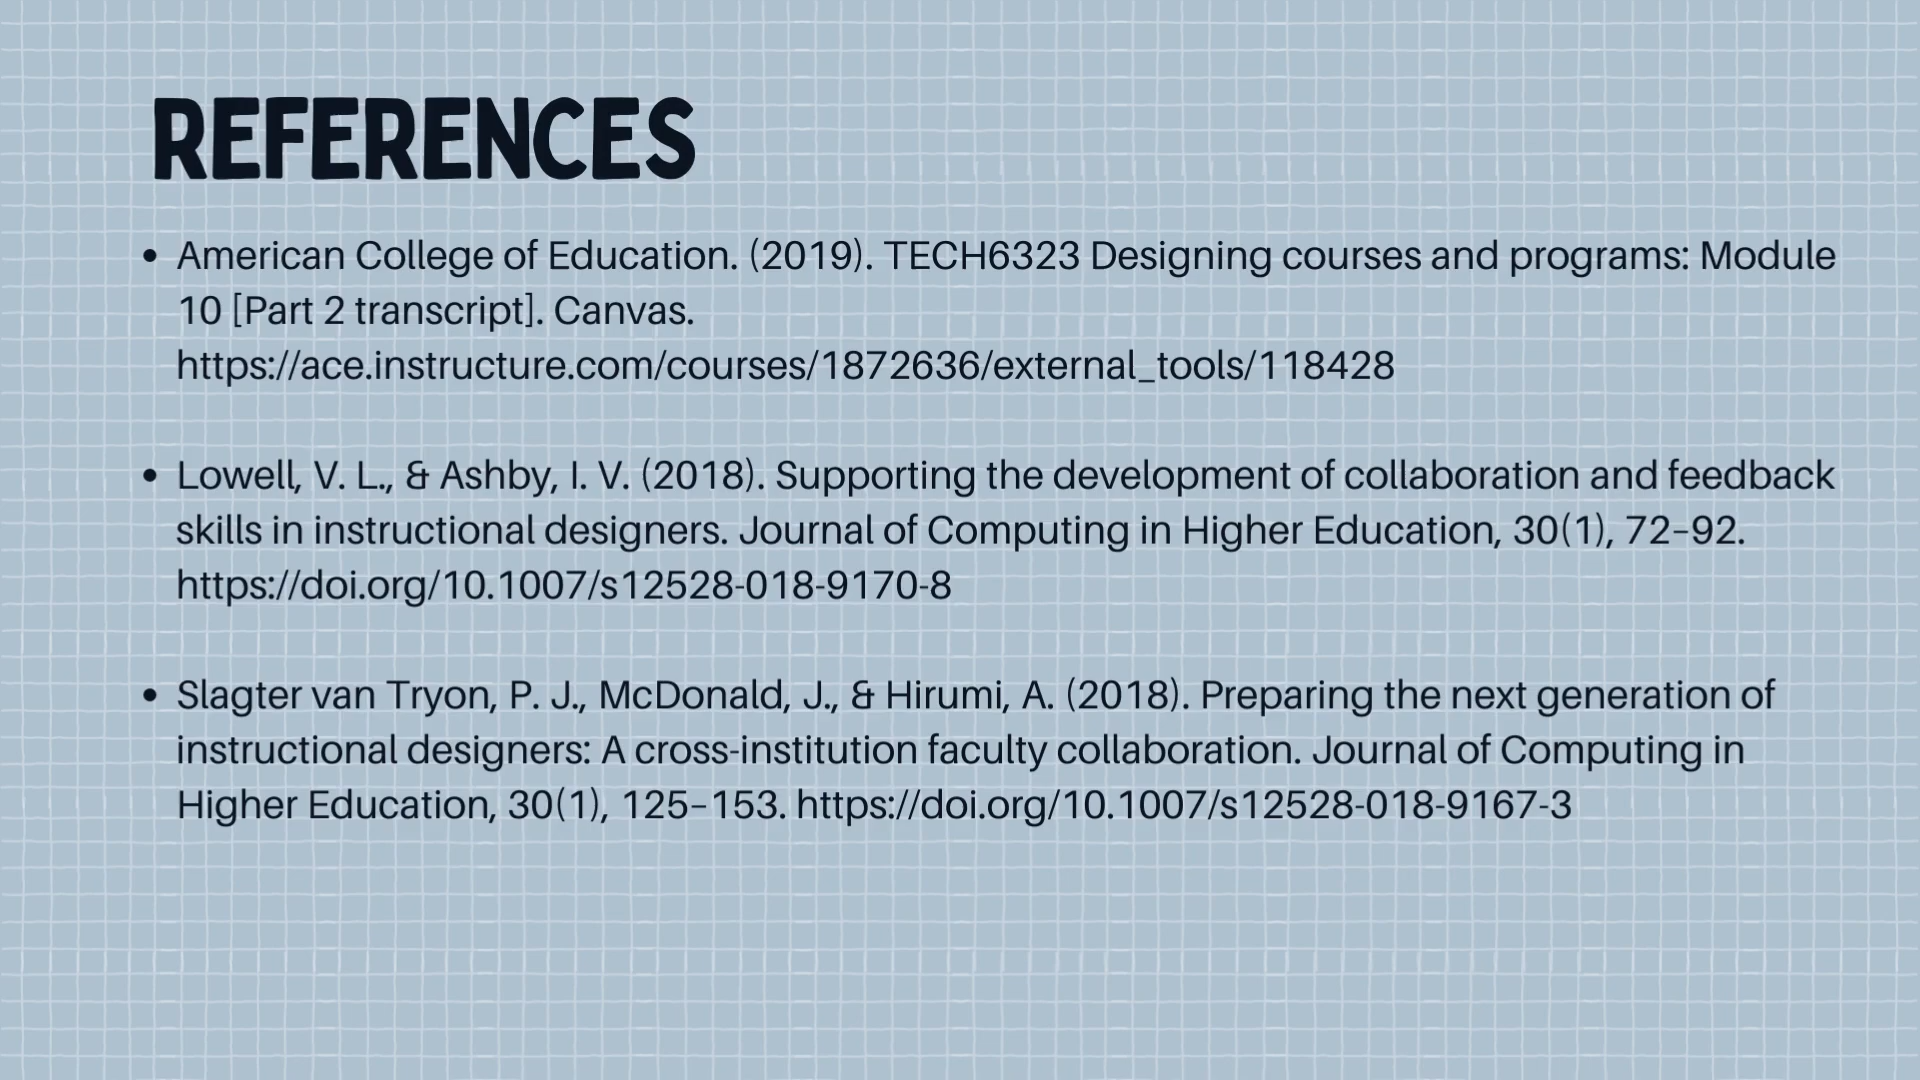 REFERENCES
• American College of Education. (2019). TECH6323 Designing courses and programs: Module
10 [Part 2 transcript]. Canvas.
https://ace.instructure.com/courses/1872636/external_tools/118428
• Lowell, V. L., & Ashby, I. V. (2018). Supporting the development of collaboration and feedback
skills in instructional designers. Journal of Computing in Higher Education, 30(1), 72–92.
https://doi.org/10.1007/s12528-018-9170-8
• Slagter van Tryon, P. J., McDonald, J., & Hirumi, A. (2018). Preparing the next generation of
instructional designers: A cross-institution faculty collaboration. Journal of Computing in
Higher Education, 30(1), 125–153. https://doi.org/10.1007/s12528-018-9167-3